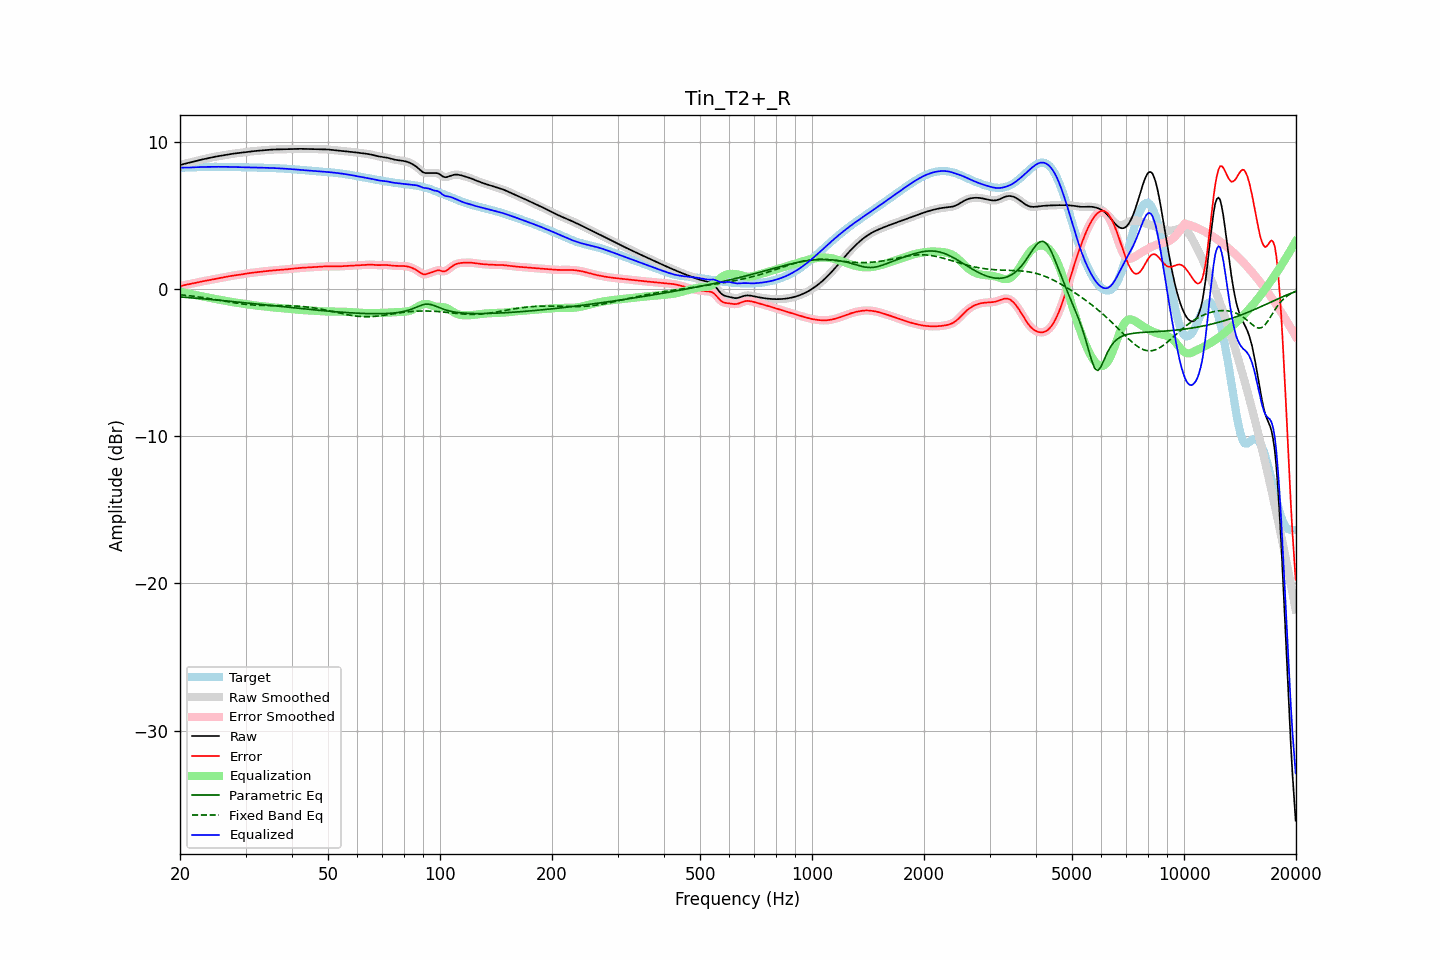 Tin_T2+_R
10
0
−10
−20
−30
Amplitude (dBr)
Target
Raw Smoothed
Error Smoothed
Raw
Error
Equalization
Parametric Eq
Fixed Band Eq
Equalized
20 50 100 200 500 1000 2000 5000 10000 20000
Frequency (Hz)